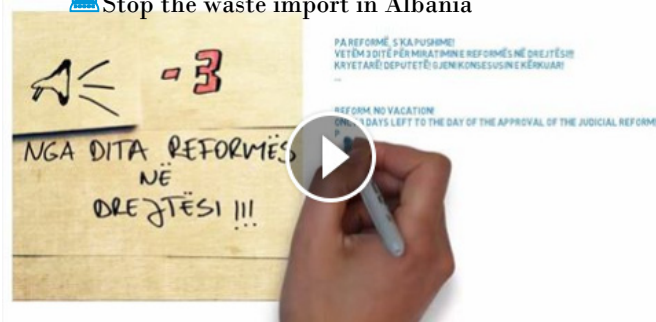 Stop the waste import in Albania
- 3
NGA DITA REFORMËS
NË
DREJTËSI !!!
PA REFORMË, S'KA PUSHIME!
VETËM 3 DITË PËR MIRATIMIN E REFORMËS NË DREJTËSI!!!
KRYETARË! DEPUTETË! GJENI KONSESUSIN E KËRKUAR!
...
REFORM, NO VACATION!
DAYS LEFT TO THE DAY OF THE APPROVAL OF THE JUDICIAL REFORM
P